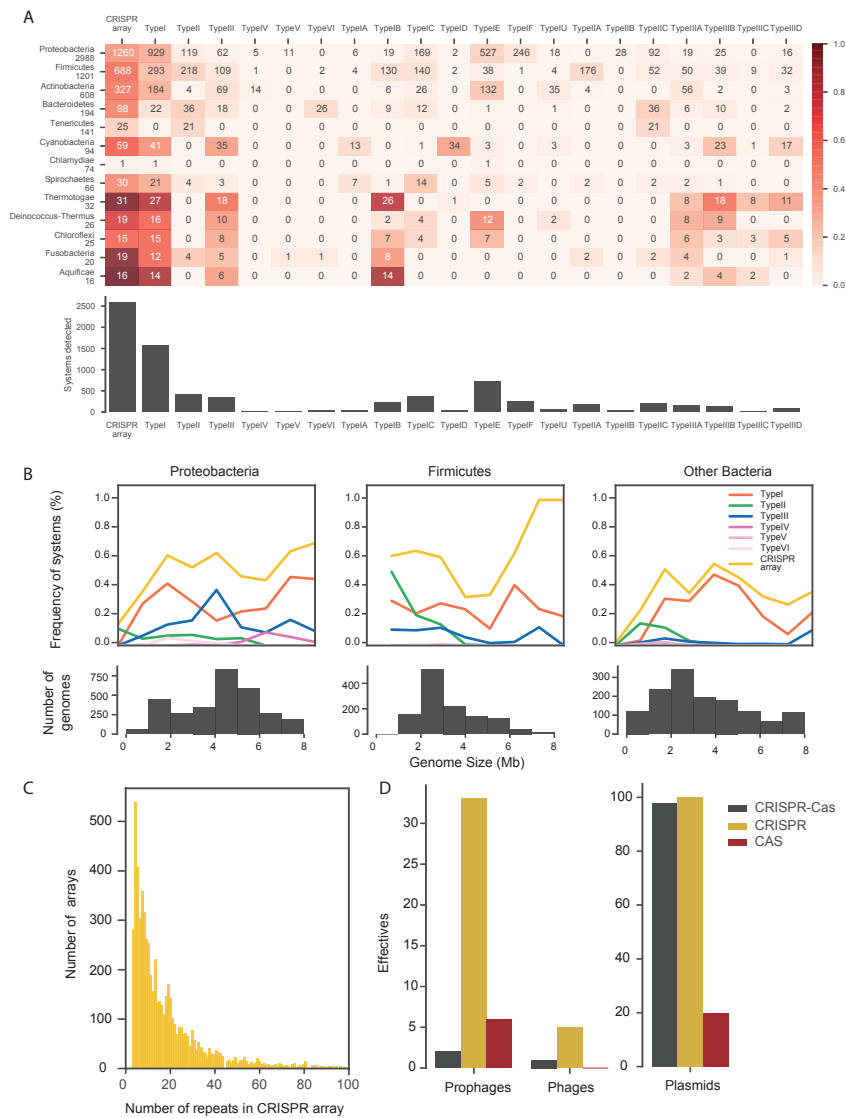 A
CRISPR array TypeI TypeII TypeIII TypeIV TypeV TypeVI TypeIA TypeIB TypeIC TypeID TypeIE TypeIF TypeIU TypeIIA TypeIIB TypeIIC TypeIIIA TypeIIIB TypeIIIC TypeIIID
Proteobacteria 2988 1260 929 119 62 5 11 0 0 19 169 2 527 246 18 0 28 92 19 25 0 16
Firmicutes 1201 688 293 218 109 1 0 2 4 130 140 2 38 1 4 176 0 52 50 39 9 32
Actinobacteria 608 327 184 4 69 14 0 0 0 6 26 0 132 0 35 4 0 0 56 2 0 3
Bacteroidetes 194 98 22 36 18 0 0 26 0 9 12 0 1 0 1 0 0 36 6 10 0 2
Tenericutes 141 25 0 21 0 0 0 0 0 0 0 0 0 0 0 0 0 21 0 0 0 0
Cyanobacteria 94 59 41 0 35 0 0 0 13 0 13 34 3 0 3 0 0 0 3 23 1 17
Chlamydiae 74 1 1 0 0 0 0 0 0 0 0 0 1 0 0 0 0 0 0 0 0 0
Spirochaetes 66 30 21 4 3 0 0 0 7 1 14 0 5 2 0 2 0 2 2 1 0 0
Thermotogae 32 31 27 0 18 0 0 0 0 26 0 1 0 0 0 0 0 0 8 18 8 11
Deinococcus-Thermus 26 19 16 0 10 0 0 0 0 2 4 0 12 0 2 0 0 0 8 9 0 0
Chloroflexi 25 15 15 0 8 0 0 0 0 7 4 0 7 0 0 0 0 0 6 3 3 5
Fusobacteria 20 19 12 4 5 0 1 1 0 8 0 0 0 0 0 2 0 2 4 0 0 1
Aquificae 16 16 14 0 6 0 0 0 0 14 0 0 0 0 0 0 0 0 2 4 2 0
1.0
0.8
0.6
0.4
0.2
0.0
Systems detected
2500
2000
1500
1000
500
0
CRISPR array TypeI TypeII TypeIII TypeIV TypeV TypeVI TypeIA TypeIB TypeIC TypeID TypeIE TypeIF TypeIU TypeIIA TypeIIB TypeIIC TypeIIIA TypeIIIB TypeIIIC TypeIIID
B
Proteobacteria Firmicutes Other Bacteria
Frequency of systems (%)
1.0 1.0 1.0
0.8 0.8 0.8
0.6 0.6 0.6
0.4 0.4 0.4
0.2 0.2 0.2
0.0 0.0 0.0
TypeI
TypeII
TypeIII
TypeIV
TypeV
TypeVI
CRISPR
array
Number of
genomes
750
500
250
0
400
200
0
300
200
100
0
0 2 4 6 8 0 2 4 6 8 0 2 4 6 8
Genome Size (Mb)
C
Number of arrays
500
400
300
200
100
0
0 20 40 60 80 100
Number of repeats in CRISPR array
D
Effectives
30
25
20
15
10
5
0
Prophages Phages
100
80
60
40
20
0
Plasmids
CRISPR-Cas
CRISPR
CAS